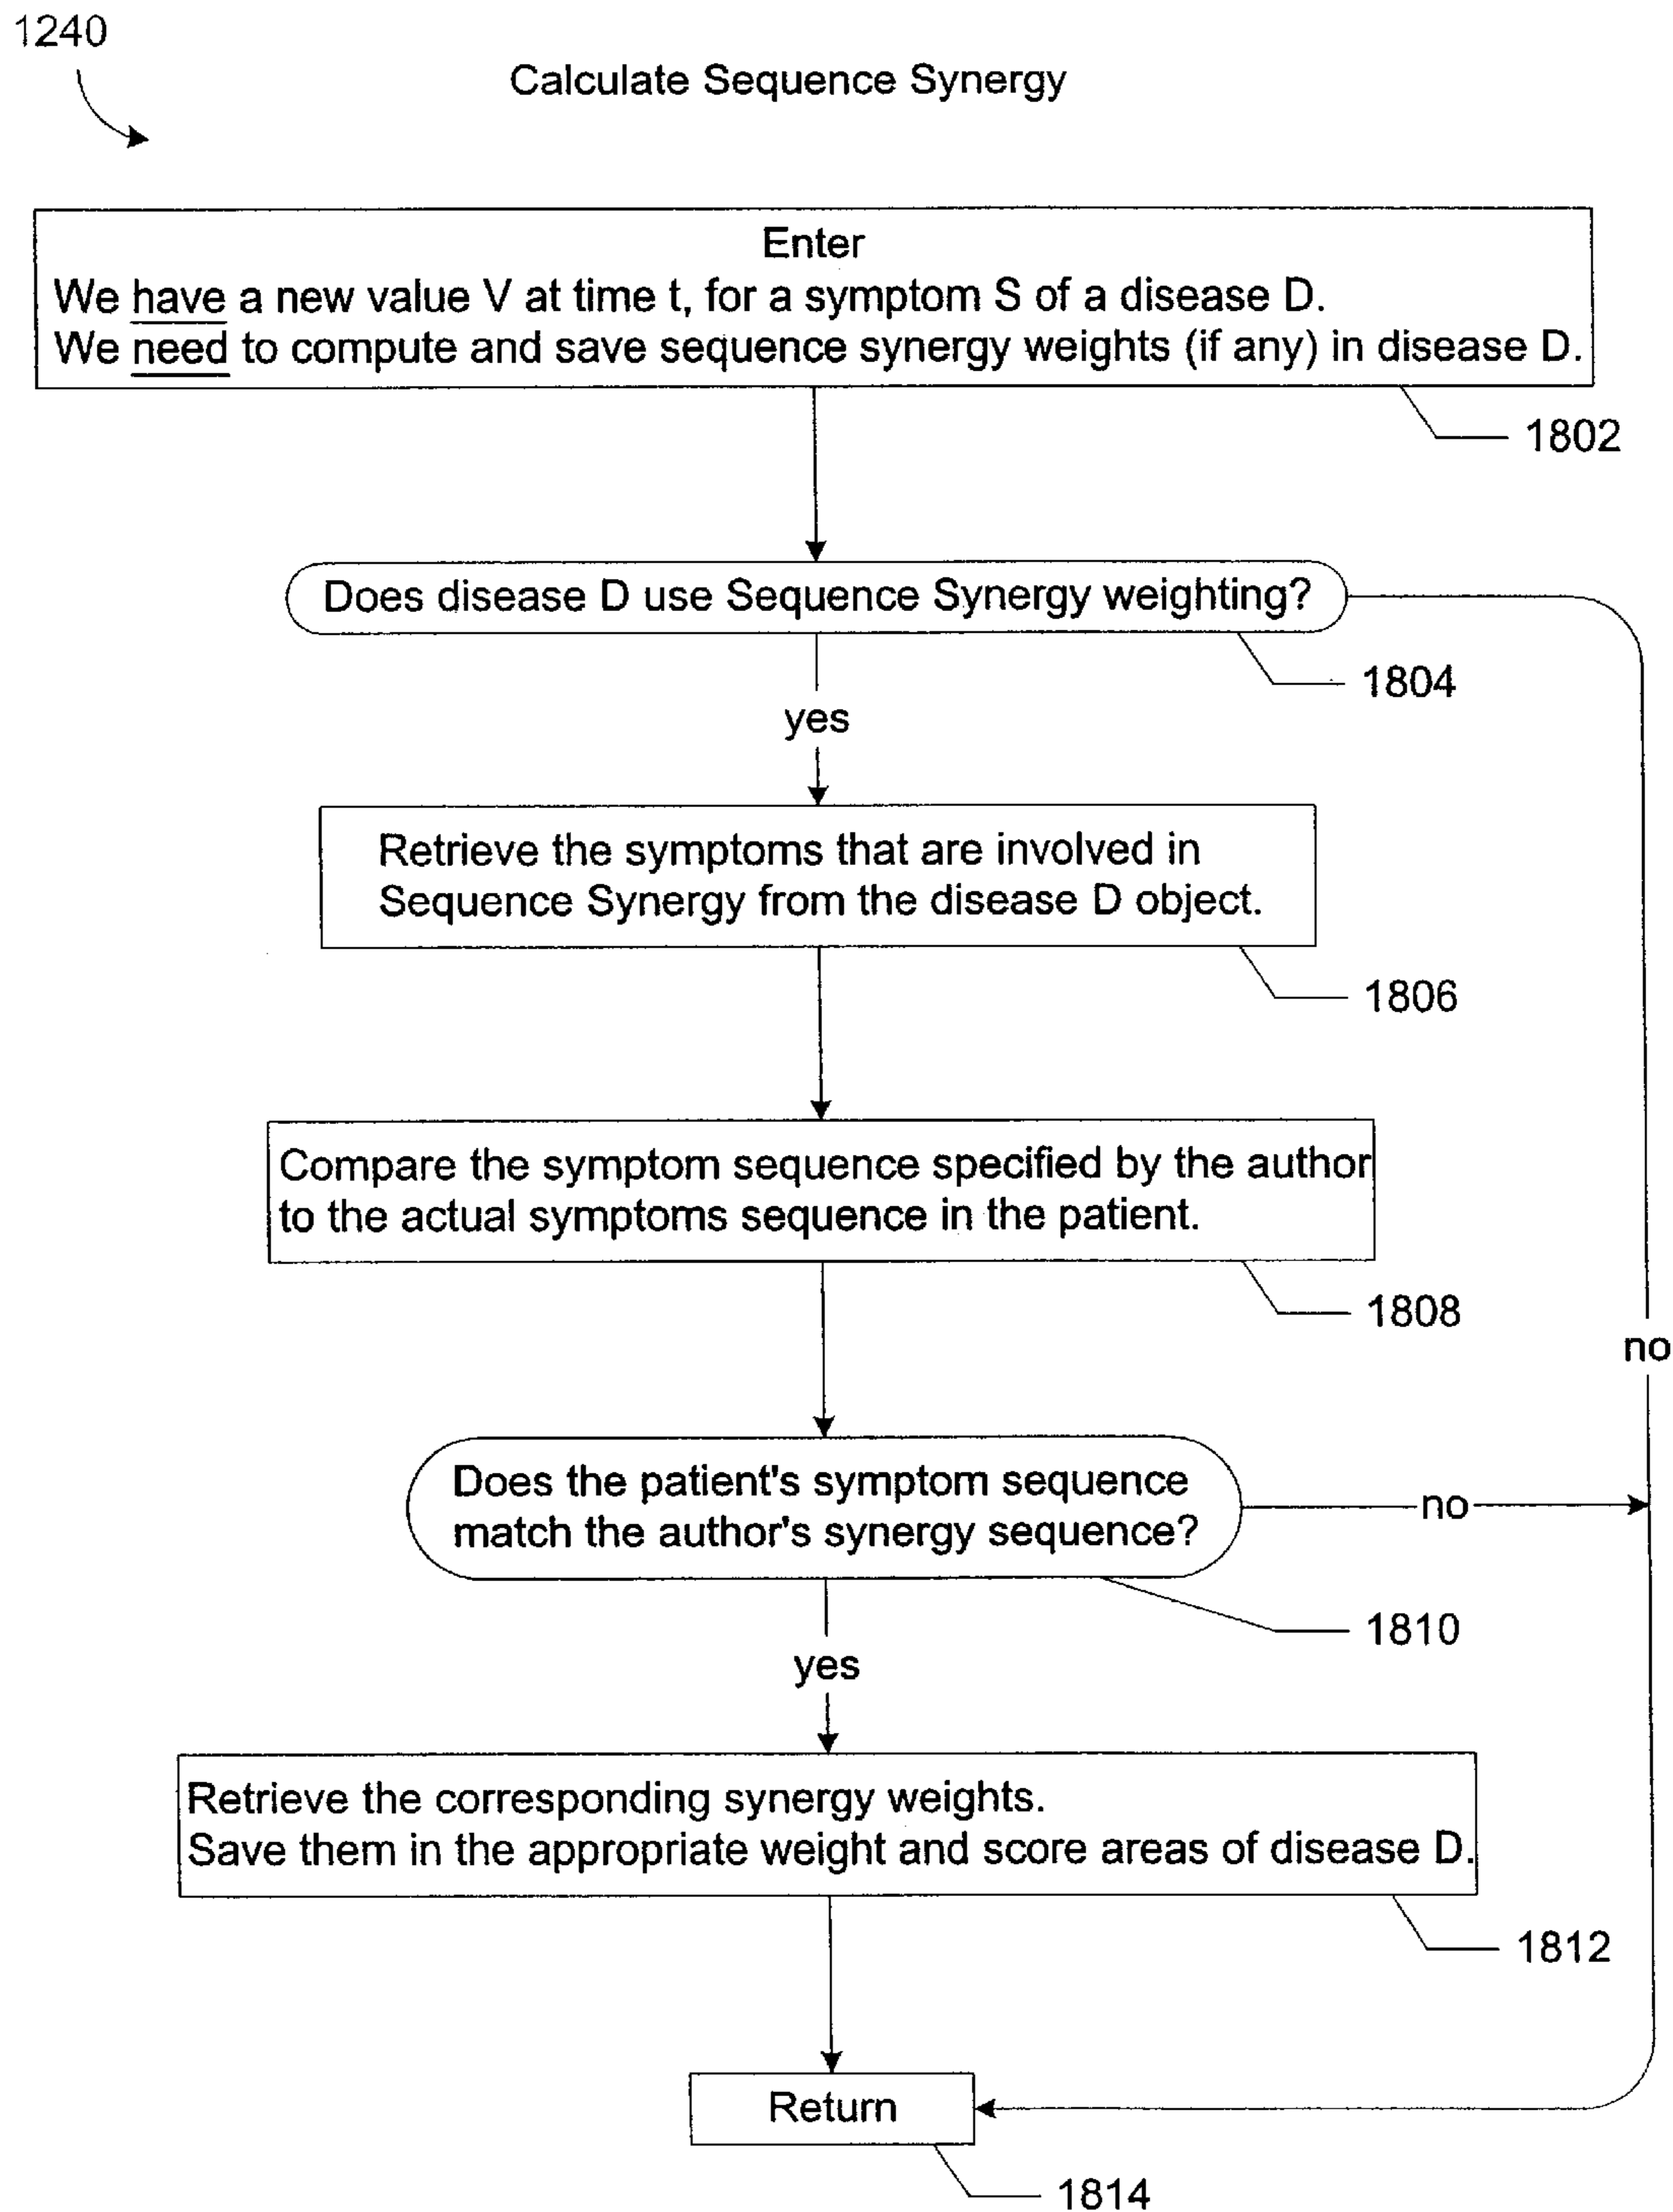 1240
Calculate Sequence Synergy
Enter
We have a new value V at time t, for a symptom S of a disease D.
We need to compute and save sequence synergy weights (if any) in disease D.
1802
Does disease D use Sequence Synergy weighting?
1804
yes
Retrieve the symptoms that are involved in
Sequence Synergy from the disease D object.
1806
Compare the symptom sequence specified by the author
to the actual symptoms sequence in the patient.
1808
no
Does the patient's symptom sequence
match the author's synergy sequence?
no
1810
yes
Retrieve the corresponding synergy weights.
Save them in the appropriate weight and score areas of disease D.
1812
Return
1814